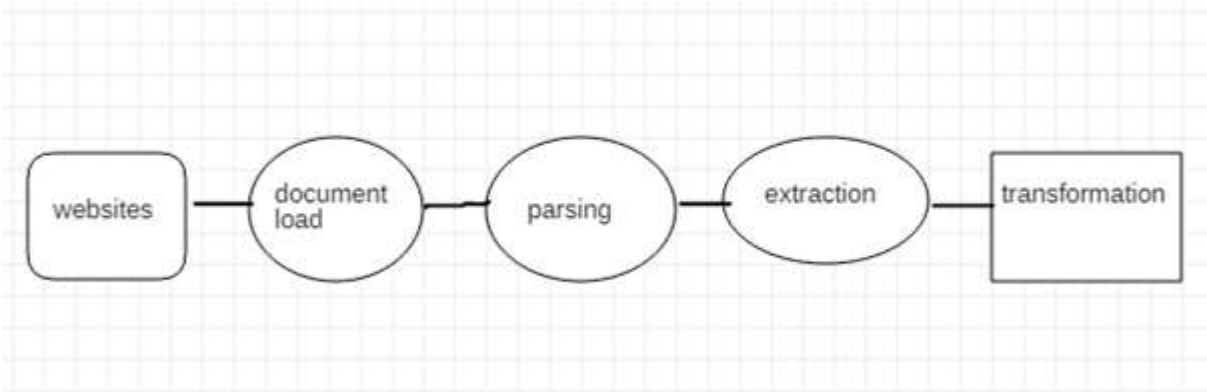 websites
document
load
parsing
extraction
transformation